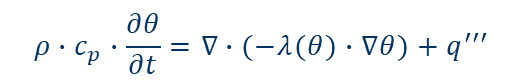 ρ · c_p · ∂θ/∂t = ∇ · (−λ(θ) · ∇θ) + q′′′